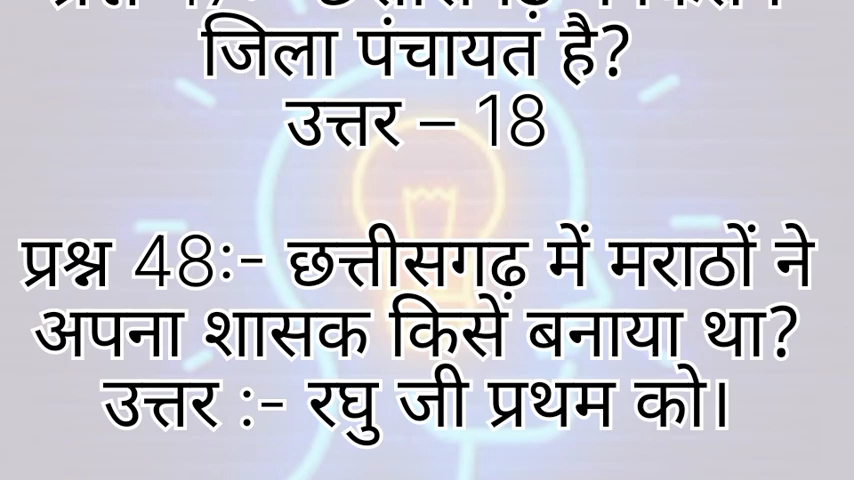 जिला पंचायत है?
उत्तर – 18
प्रश्न 48:- छत्तीसगढ़ में मराठों ने
अपना शासक किसें बनाया था?
उत्तर :- रघु जी प्रथम को।